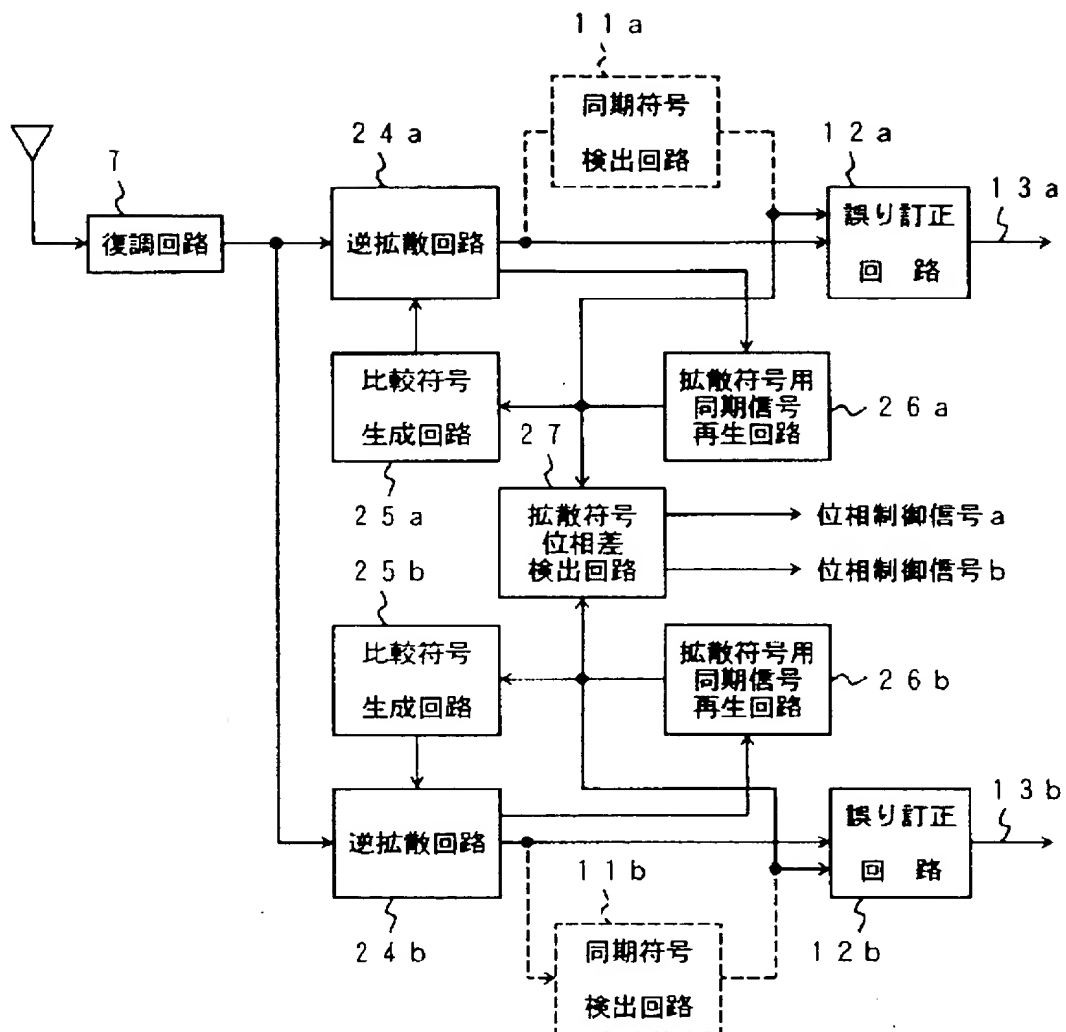 11a
同期符号
検出回路
24a
12a
7
13a
復調回路
逆拡散回路
誤り訂正
回 路
比較符号
生成回路
拡散符号用
同期信号
再生回路
26a
27
25a
拡散符号
位相差
検出回路
位相制御信号a
位相制御信号b
25b
比較符号
生成回路
拡散符号用
同期信号
再生回路
26b
逆拡散回路
誤り訂正
回 路
13b
11b
24b
12b
同期符号
検出回路